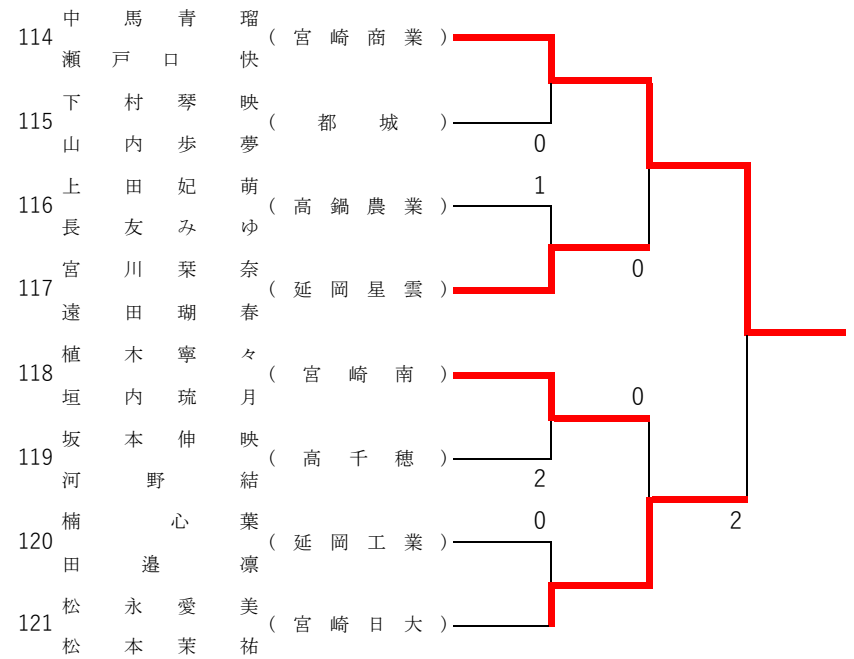 中馬青瑠
114 (宮崎商業)
瀬戸口快
下村琴映
115 (都城)
山内歩夢
0
上田妃萌
1
116 (高鍋農業)
長友みゆ
宮川栞奈
0
117 (延岡星雲)
遠田瑚春
植木寧々
118 (宮崎南)
垣内琉月
0
坂本伸映
119 (高千穂)
河野結
2
楠心葉
0
2
120 (延岡工業)
田邉凛
松永愛美
121 (宮崎日大)
松本茉祐